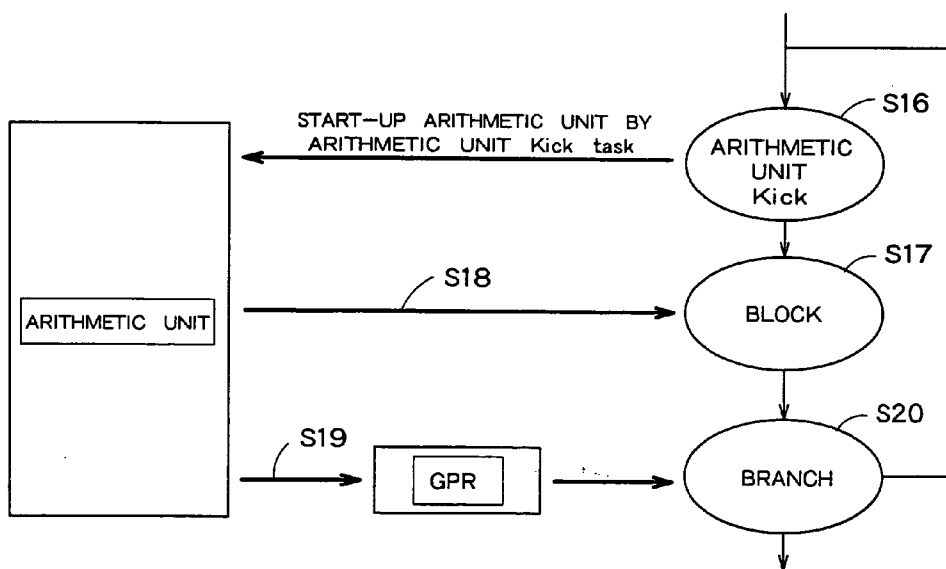 S16
START-UP ARITHMETIC UNIT BY
ARITHMETIC UNIT Kick task
ARITHMETIC
UNIT
Kick
S17
S18
ARITHMETIC UNIT
BLOCK
S20
S19
GPR
BRANCH